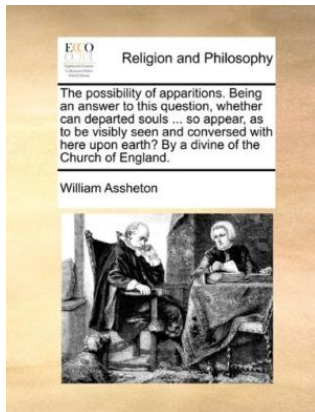 ECCO
Religion and Philosophy
The possibility of apparitions. Being
an answer to this question, whether
can departed souls ... so appear, as
to be visibly seen and conversed with
here upon earth? By a divine of the
Church of England.
William Assheton